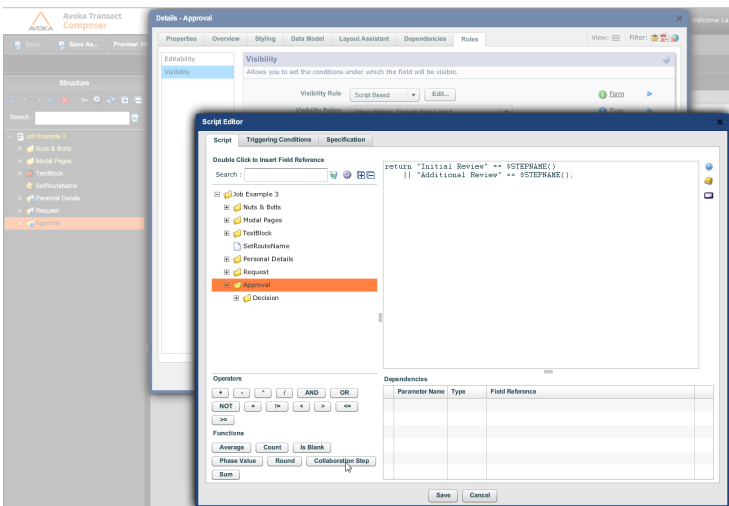 Avoka Transact
Composer
AVOKA
Save
Save As...
Preview: H
Structure
Search :
Job Example 3
Nuts & Bolts
Modal Pages
TestBlock
SetRouteName
Personal Details
Request
Approval
Details - Approval
Welcome La
Properties Overview Styling Data Model Layout Assistant Dependencies Rules
View: Filter:
Editability
Visibility
Visibility
Allows you to set the conditions under which the field will be visible.
Visibility Rule Script Based Edit...
Form
Visibility Policy
Type
Script Editor
Script Triggering Conditions Specification
Double Click to Insert Field Reference
Search :
Job Example 3
Nuts & Bolts
Modal Pages
TestBlock
SetRouteName
Personal Details
Request
Approval
Decision
return "Initial Review" == $STEPNAME()
|| "Additional Review" == $STEPNAME();
Operators
+ - * / AND OR
NOT = != < > <=
>=
Functions
Average Count Is Blank
Phase Value Round Collaboration Step
Sum
Dependencies
Parameter Name Type Field Reference
Save Cancel